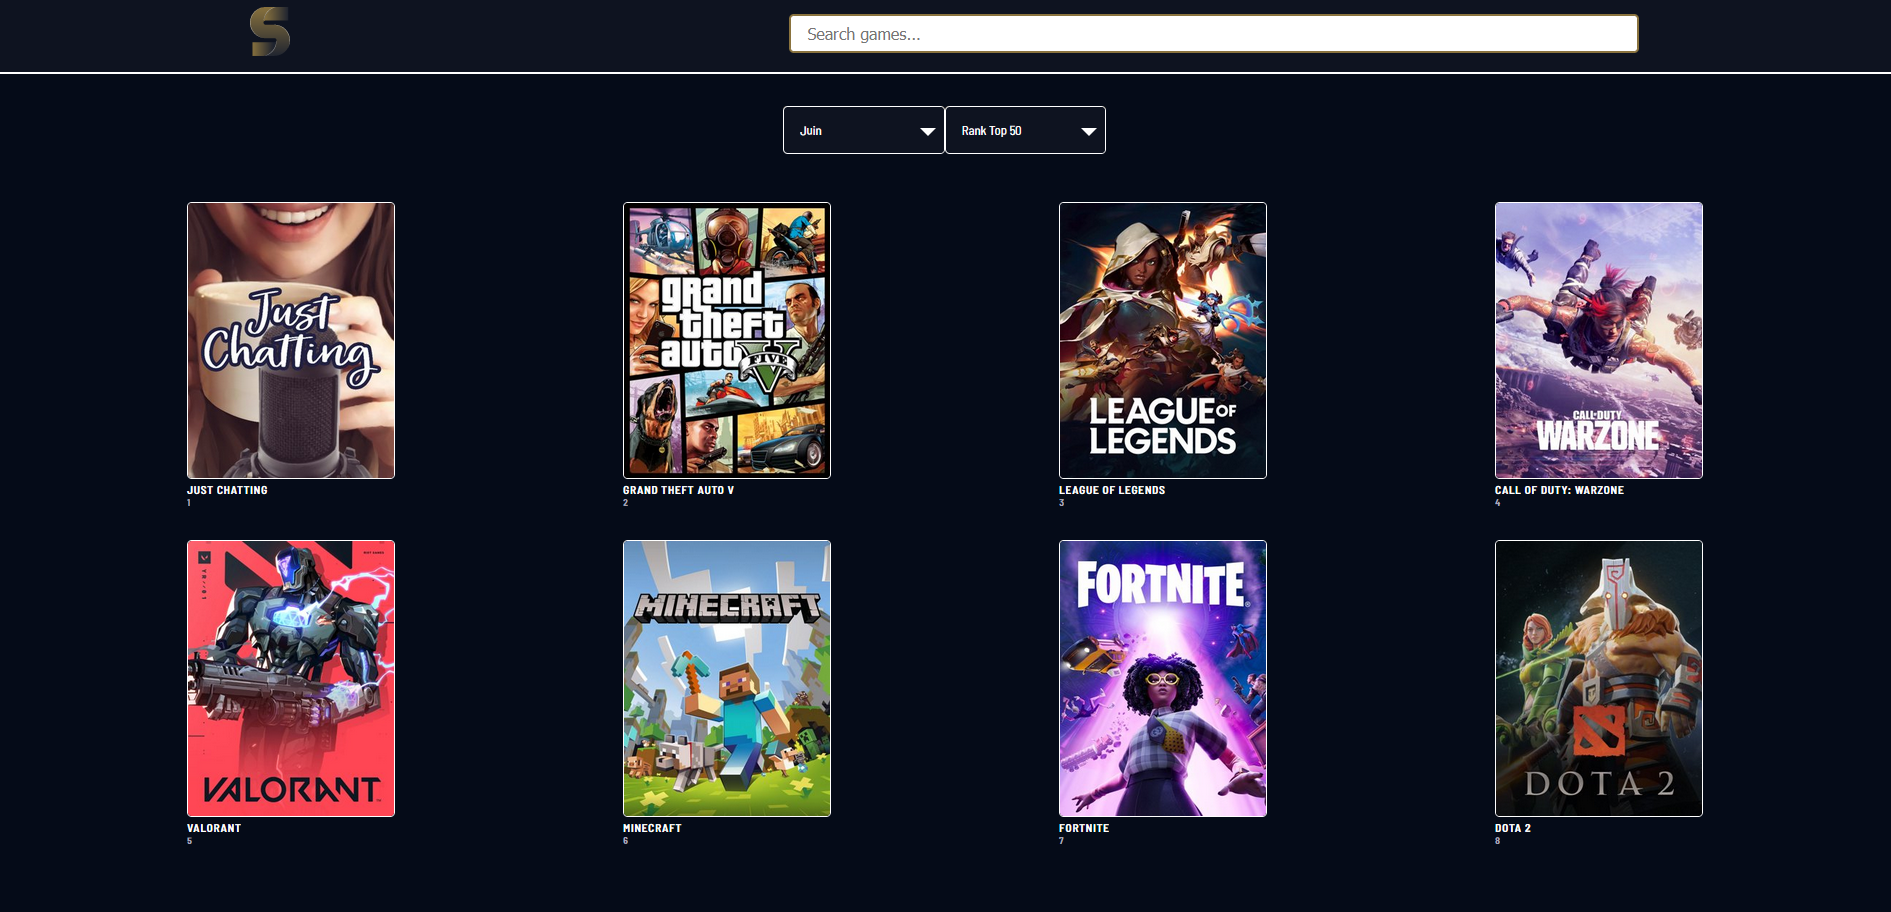 S
Search games...
Juin
Rank Top 50
Just
Chatting
grand
theft
auto
V
FIVE
LEAGUE OF
LEGENDS
CALL OF DUTY
WARZONE
JUST CHATTING
1
GRAND THEFT AUTO V
2
LEAGUE OF LEGENDS
3
CALL OF DUTY: WARZONE
4
VALORANT
MINECRAFT
FORTNITE
DOTA 2
VALORANT
5
MINECRAFT
6
FORTNITE
7
DOTA 2
8